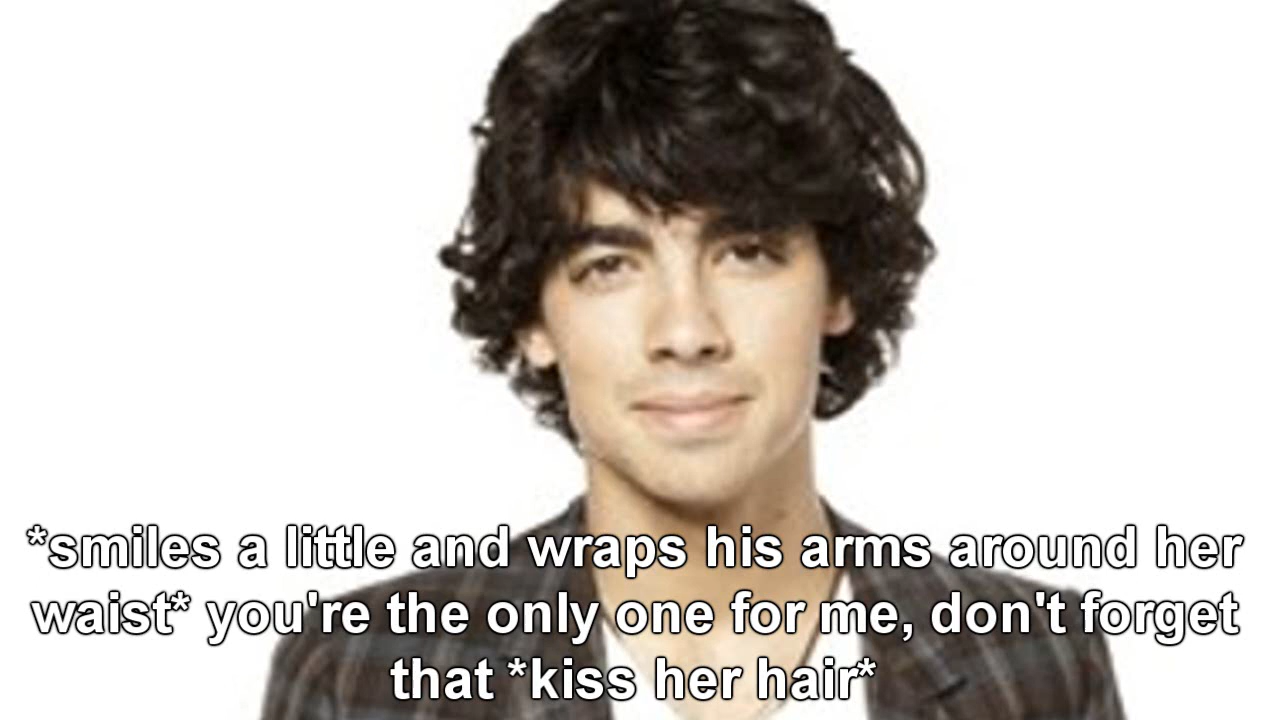 *smiles a little and wraps his arms around her
waist* you're the only one for me, don't forget
that *kiss her hair*